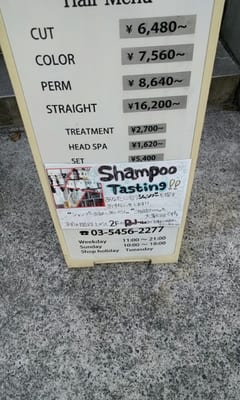 Hair Menu
CUT ¥ 6,480~
COLOR ¥ 7,560~
PERM ¥ 8,640~
STRAIGHT ¥16,200~
TREATMENT ¥2,700~
HEAD SPA ¥1,620~
SET ¥5,400
Shampoo
Tasting!!
☎03-5456-2277
Weekday 11:00～21:00
Sunday 10:00～19:00
Shop holiday Tuesday